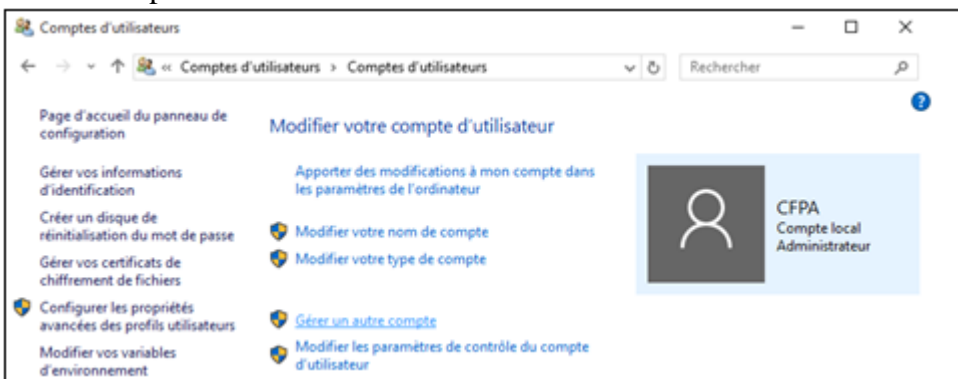 Comptes d'utilisateurs
« Comptes d'utilisateurs > Comptes d'utilisateurs
Rechercher
Page d'accueil du panneau de
configuration
Gérer vos informations
d'identification
Créer un disque de
réinitialisation du mot de passe
Gérer vos certificats de
chiffrement de fichiers
Configurer les propriétés
avancées des profils utilisateurs
Modifier vos variables
d'environnement
Modifier votre compte d'utilisateur
Apporter des modifications à mon compte dans
les paramètres de l'ordinateur
Modifier votre nom de compte
Modifier votre type de compte
Gérer un autre compte
Modifier les paramètres de contrôle du compte
d'utilisateur
CFPA
Compte local
Administrateur